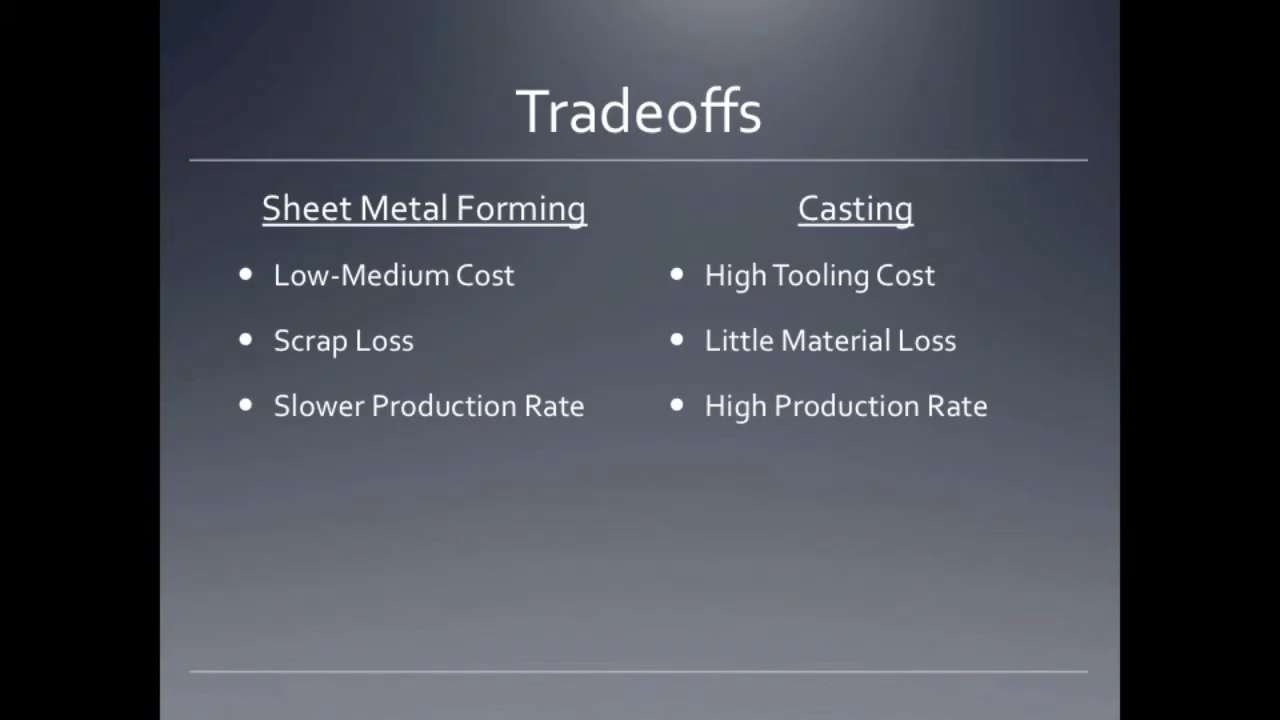 Tradeoffs
Sheet Metal Forming
• Low-Medium Cost
• Scrap Loss
• Slower Production Rate
Casting
• High Tooling Cost
• Little Material Loss
• High Production Rate